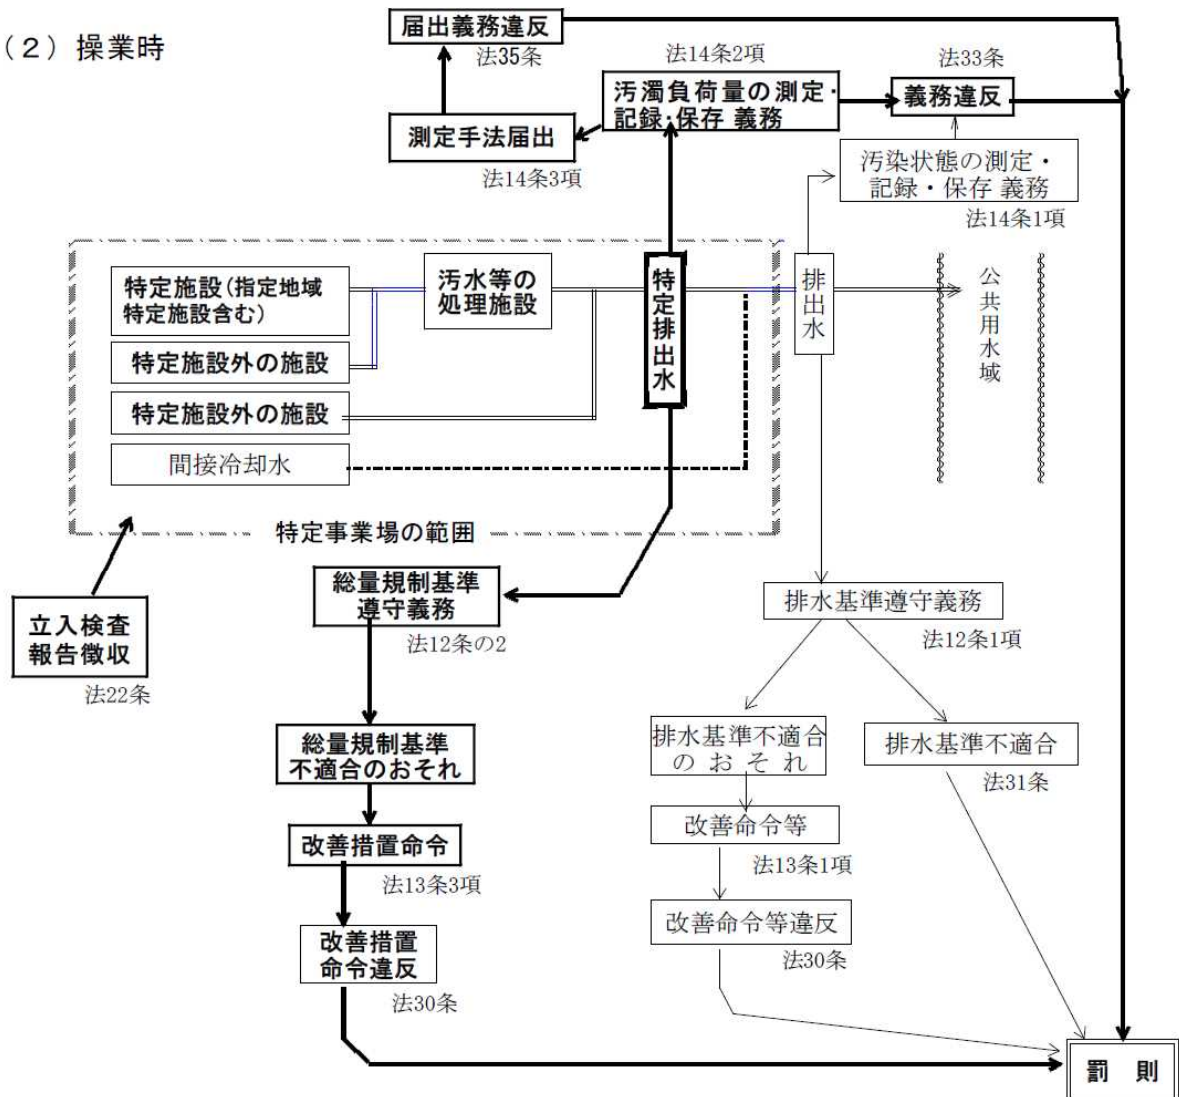 （２）操業時
届出義務違反
法35条
法14条2項
汚濁負荷量の測定・
記録・保存 義務
法33条
義務違反
測定手法届出
法14条3項
汚染状態の測定・
記録・保存 義務
法14条1項
特定施設（指定地域
特定施設含む）
汚水等の
処理施設
特定排出水
排出水
公共用水域
特定施設外の施設
特定施設外の施設
間接冷却水
特定事業場の範囲
立入検査
報告徴収
法22条
総量規制基準
遵守義務
法12条の2
排水基準遵守義務
法12条1項
総量規制基準
不適合のおそれ
排水基準不適合
の お そ れ
排水基準不適合
法31条
改善措置命令
法13条3項
改善命令等
法13条1項
改善措置
命令違反
法30条
改善命令等違反
法30条
罰　則